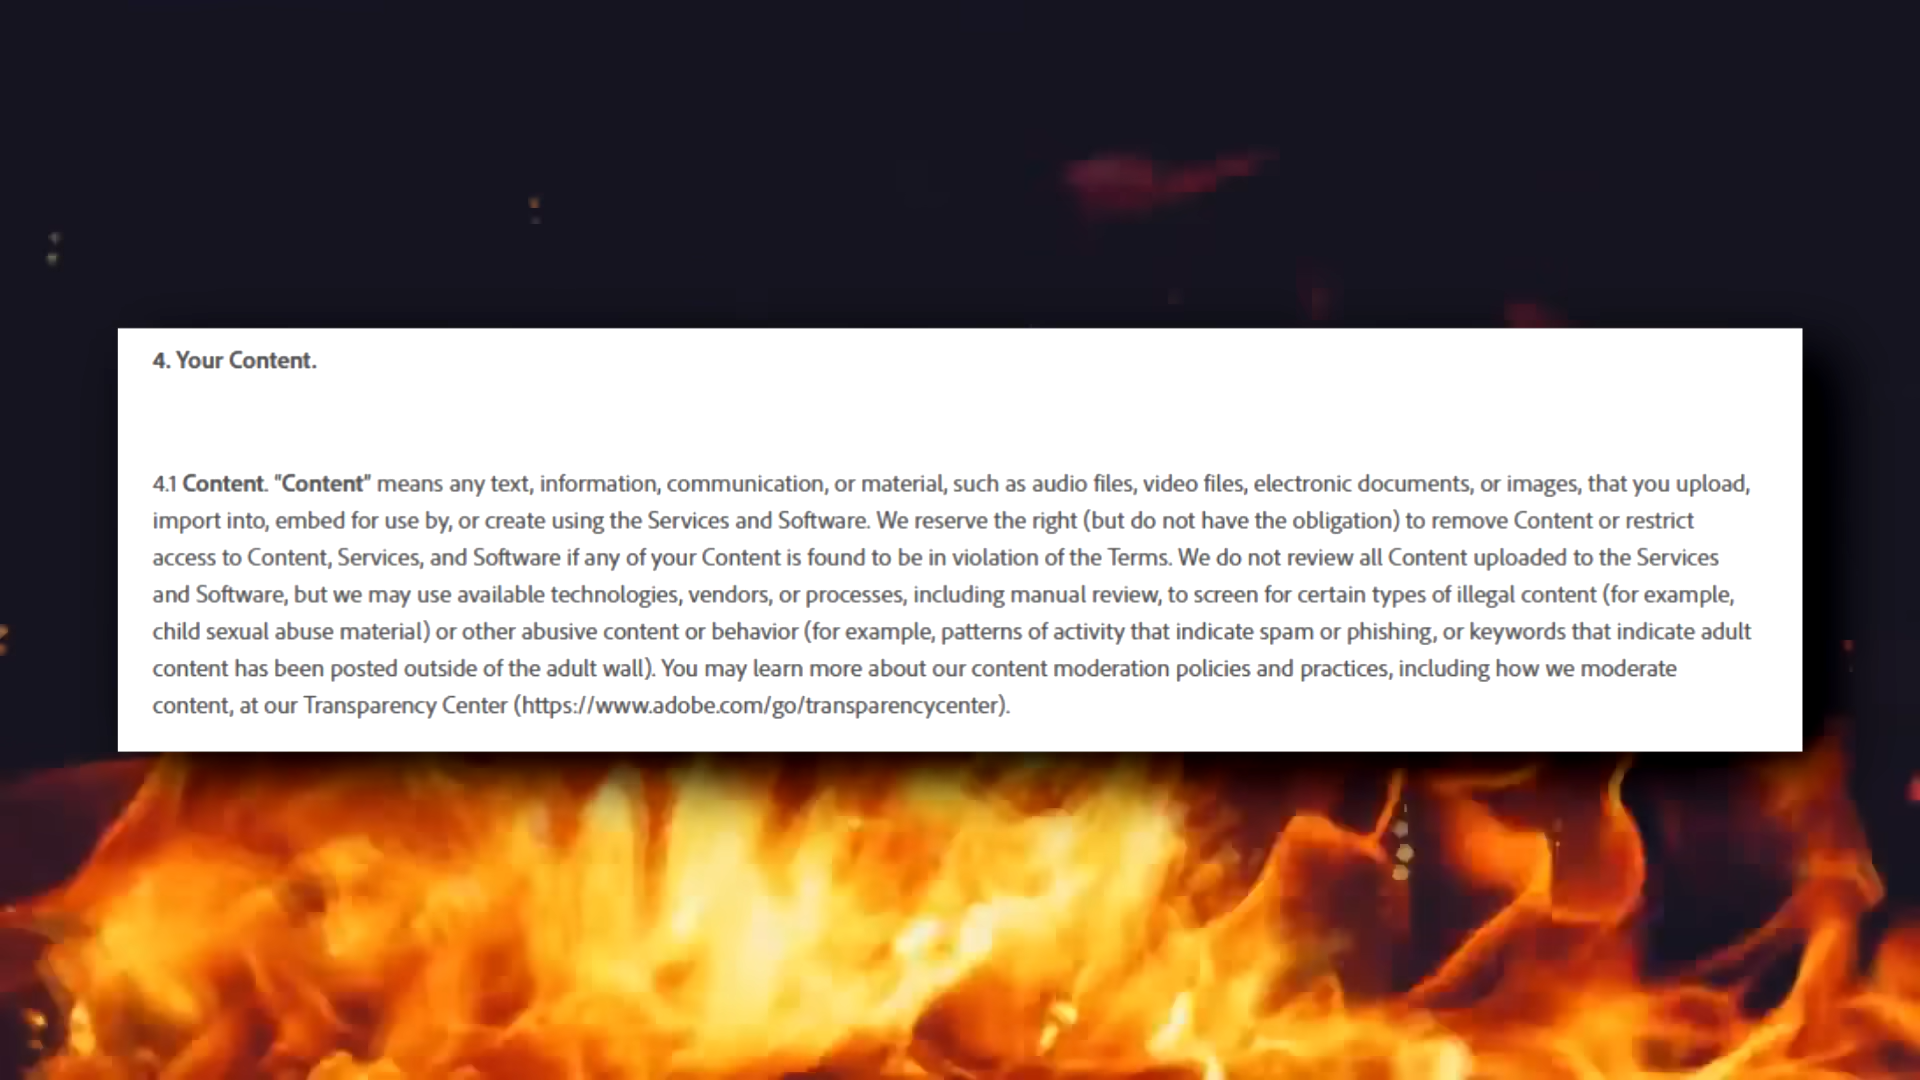 4. Your Content.
4.1 Content. "Content" means any text, information, communication, or material, such as audio files, video files, electronic documents, or images, that you upload,
import into, embed for use by, or create using the Services and Software. We reserve the right (but do not have the obligation) to remove Content or restrict
access to Content, Services, and Software if any of your Content is found to be in violation of the Terms. We do not review all Content uploaded to the Services
and Software, but we may use available technologies, vendors, or processes, including manual review, to screen for certain types of illegal content (for example,
child sexual abuse material) or other abusive content or behavior (for example, patterns of activity that indicate spam or phishing, or keywords that indicate adult
content has been posted outside of the adult wall). You may learn more about our content moderation policies and practices, including how we moderate
content, at our Transparency Center (https://www.adobe.com/go/transparencycenter).